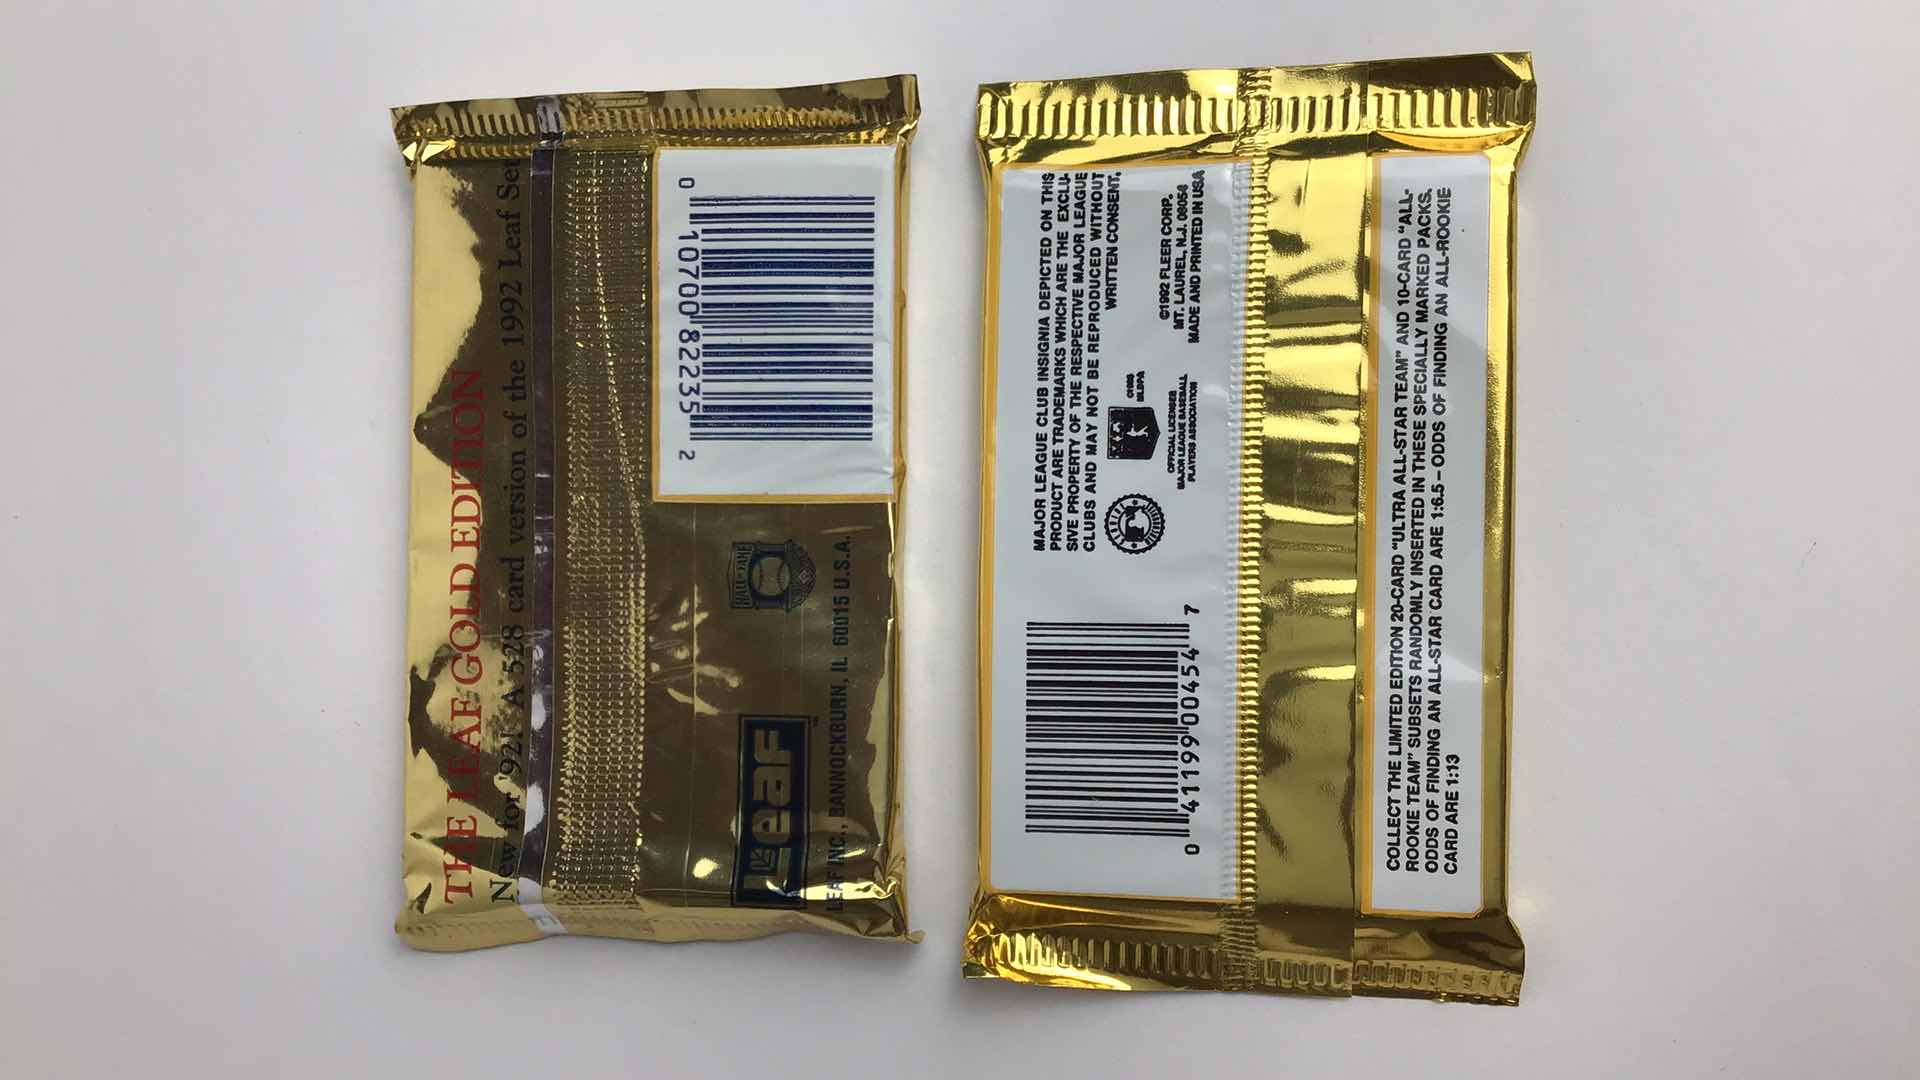 THE LEAF GOLD EDITION
New for '92! A 528 card version of the 1992 Leaf Set
0 10700 82235 2
HALL OF FAME
Leaf™
LEAF INC., BANNOCKBURN, IL 60015 U.S.A.
MAJOR LEAGUE CLUB INSIGNIA DEPICTED ON THIS
PRODUCT ARE TRADEMARKS WHICH ARE THE EXCLU-
SIVE PROPERTY OF THE RESPECTIVE MAJOR LEAGUE
CLUBS AND MAY NOT BE REPRODUCED WITHOUT
WRITTEN CONSENT.
©1992 FLEER CORP.
MT. LAUREL, N.J. 08054
MADE AND PRINTED IN USA
MLBPA
OFFICIAL LICENSEE
MAJOR LEAGUE BASEBALL
PLAYERS ASSOCIATION
0 41199 00454 7
COLLECT THE LIMITED EDITION 20-CARD "ULTRA ALL-STAR TEAM" AND 10-CARD "ALL-
ROOKIE TEAM" SUBSETS RANDOMLY INSERTED IN THESE SPECIALLY MARKED PACKS.
ODDS OF FINDING AN ALL-STAR CARD ARE 1:6.5 – ODDS OF FINDING AN ALL-ROOKIE
CARD ARE 1:13